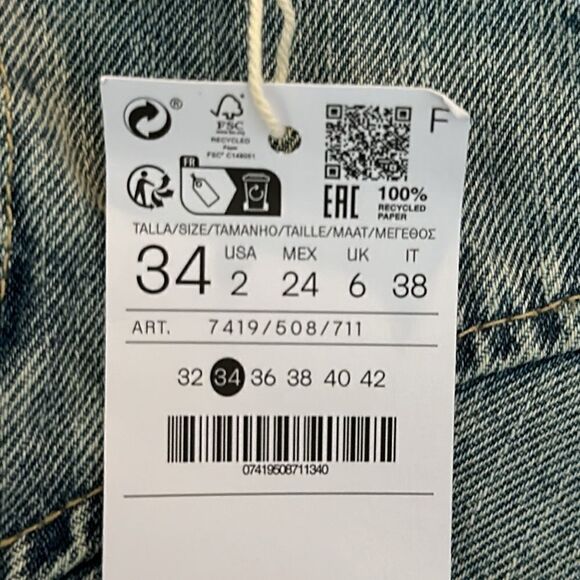 ®
F
FSC
RECYCLED
Paper
FSC® C148051
FR
EAC
100%
RECYCLED
PAPER
TALLA/SIZE/TAMANHO/TAILLE/MAAT/ΜΕΓΕΘΟΣ
34 USA MEX UK IT
2 24 6 38
ART. 7419/508/711
32 34 36 38 40 42
07419508711340